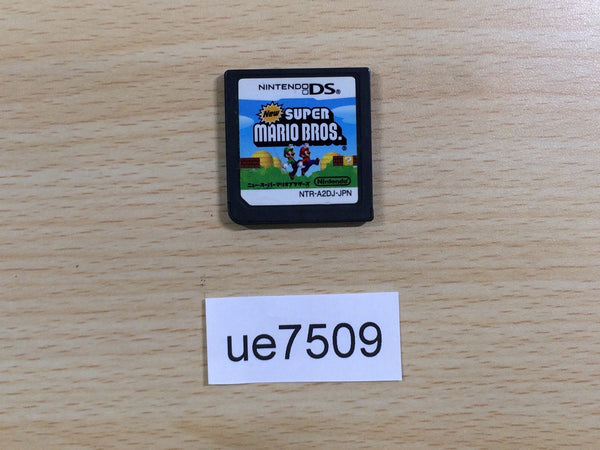 NINTENDO DS®
New SUPER
MARIO BROS.®
ニュー・スーパーマリオブラザーズ
Nintendo®
NTR-A2DJ-JPN
ue7509